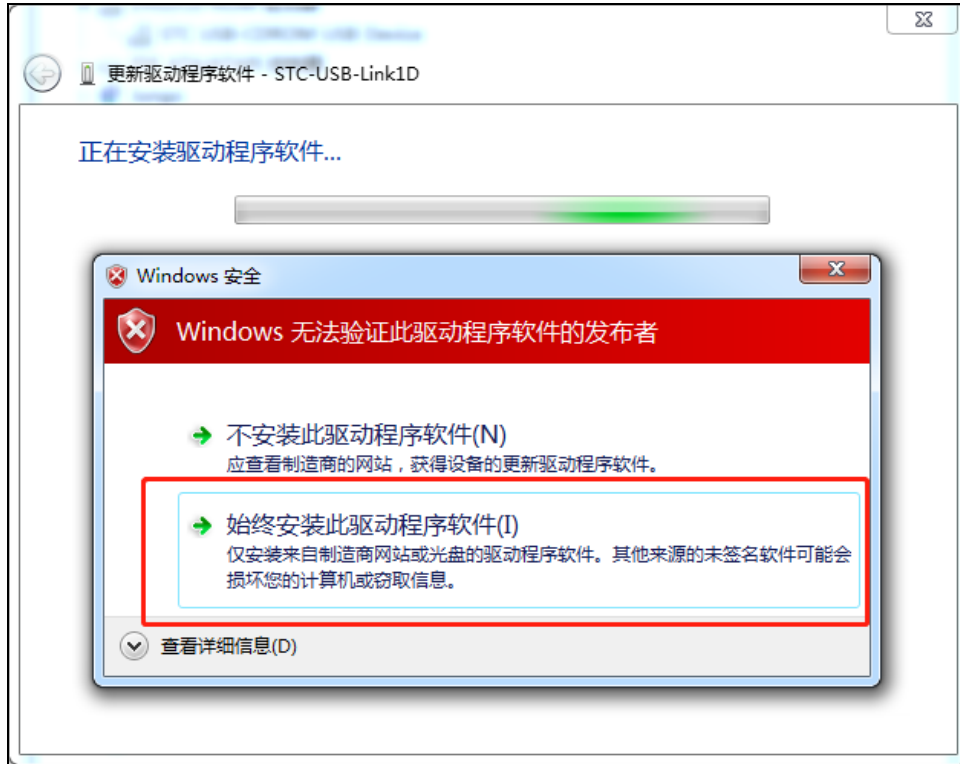 STC USB-CDROM USB Device
更新驱动程序软件 - STC-USB-Link1D
正在安装驱动程序软件...
Windows 安全
Windows 无法验证此驱动程序软件的发布者
不安装此驱动程序软件(N)
应查看制造商的网站，获得设备的更新驱动程序软件。
始终安装此驱动程序软件(I)
仅安装来自制造商网站或光盘的驱动程序软件。其他来源的未签名软件可能会
损坏您的计算机或窃取信息。
查看详细信息(D)